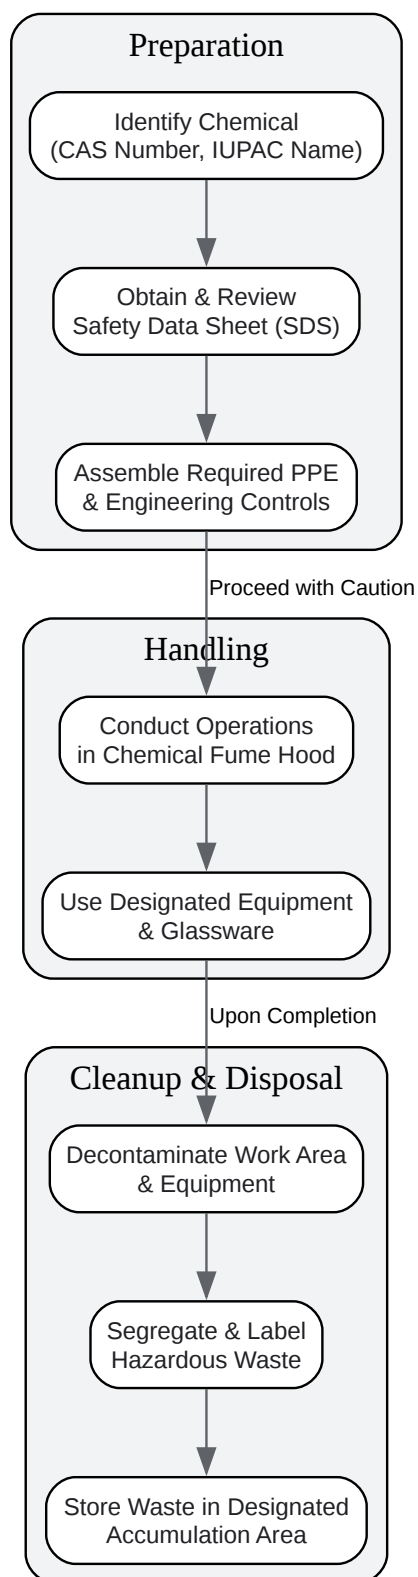 Preparation
Identify Chemical
(CAS Number, IUPAC Name)
Obtain & Review
Safety Data Sheet (SDS)
Assemble Required PPE
& Engineering Controls
Proceed with Caution
Handling
Conduct Operations
in Chemical Fume Hood
Use Designated Equipment
& Glassware
Upon Completion
Cleanup & Disposal
Decontaminate Work Area
& Equipment
Segregate & Label
Hazardous Waste
Store Waste in Designated
Accumulation Area